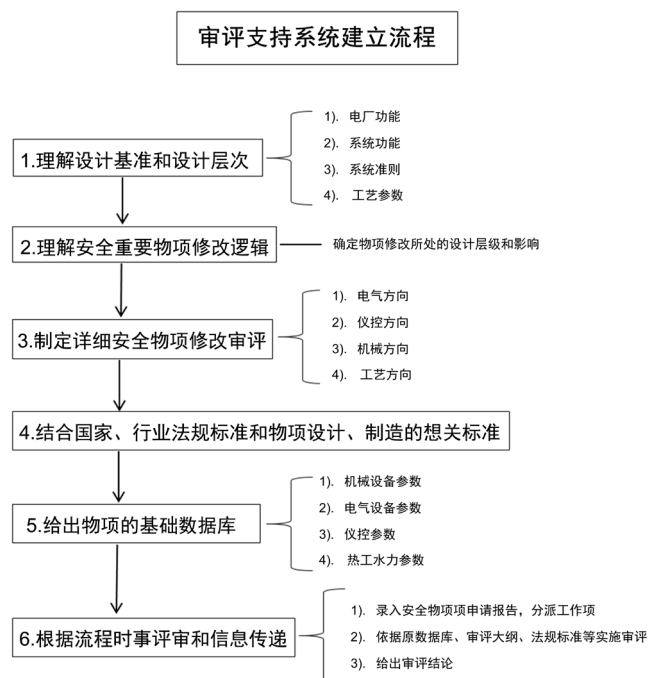 审评支持系统建立流程
1.理解设计基准和设计层次
1). 电厂功能
2). 系统功能
3). 系统准则
4). 工艺参数
2.理解安全重要物项修改逻辑
确定物项修改所处的设计层级和影响
3.制定详细安全物项修改审评
1). 电气方向
2). 仪控方向
3). 机械方向
4). 工艺方向
4.结合国家、行业法规标准和物项设计、制造的想关标准
5.给出物项的基础数据库
1). 机械设备参数
2). 电气设备参数
3). 仪控参数
4). 热工水力参数
6.根据流程时事评审和信息传递
1). 录入安全物项项申请报告，分派工作项
2). 依据原数据库、审评大纲、法规标准等实施审评
3). 给出审评结论